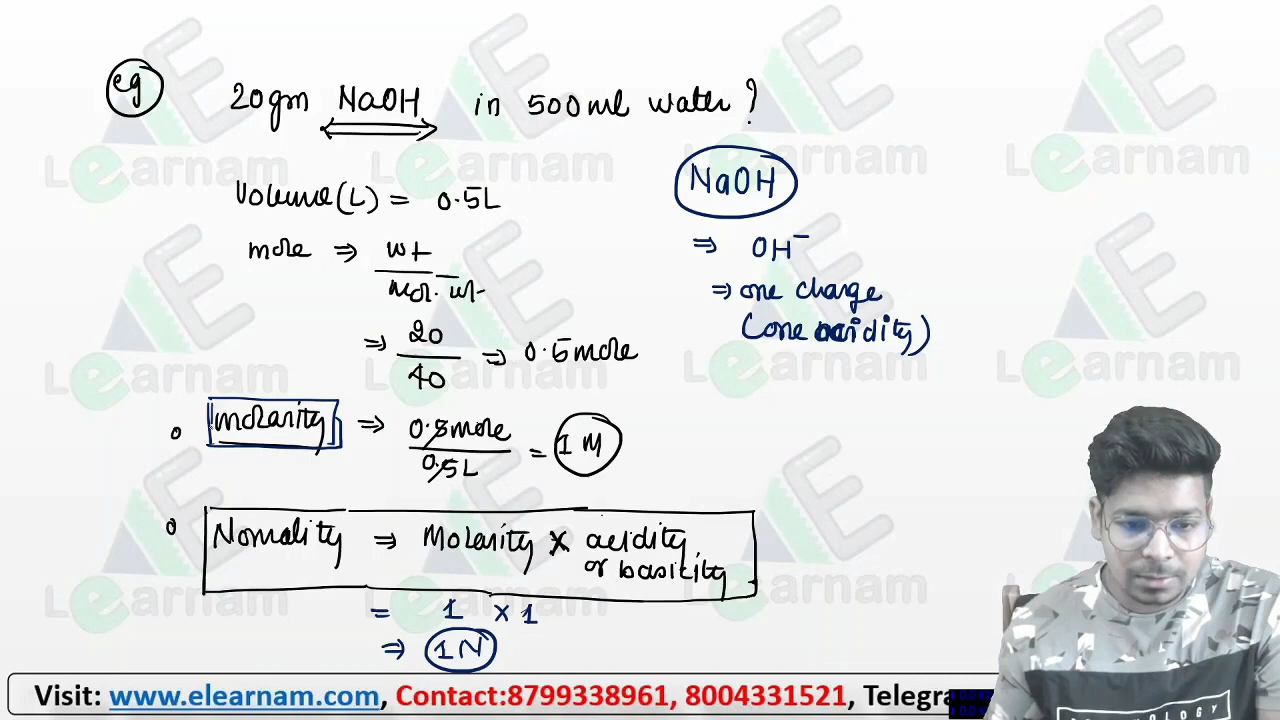 eg
20gm NaOH in 500ml water?
NaOH
Volume(L) = 0.5L
⇒ OH⁻
mole ⇒ wt
mol. wt.
⇒ one charge
(one acidity)
⇒ 20
40
⇒ 0.5mole
molarity ⇒ 0.5mole
0.5L
= 1 M
Normality ⇒ Molarity × acidity
or basicity
= 1 × 1
⇒ 1N
Visit: www.elearnam.com, Contact:8799338961, 8004331521, Telegra
Learnam